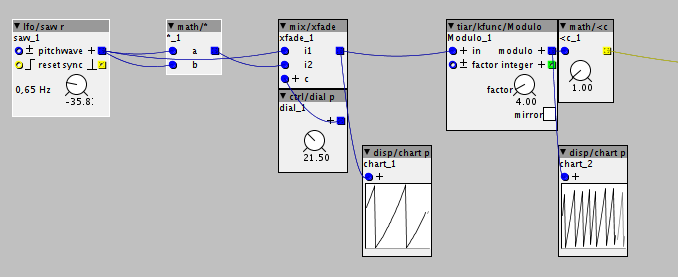 lfo/saw r
saw_1
± pitch wave +
reset sync
0,65 Hz
-35.8
math/*
*_1
a
b
mix/xfade
xfade_1
i1
i2
+ c
ctrl/dial p
dial_1
+
21.50
disp/chart p
chart_1
+
tiar/kfunc/Modulo
Modulo_1
+ in modulo
± factor integer +
factor
4.00
mirror
math/<c
<c_1
1.00
disp/chart p
chart_2
+